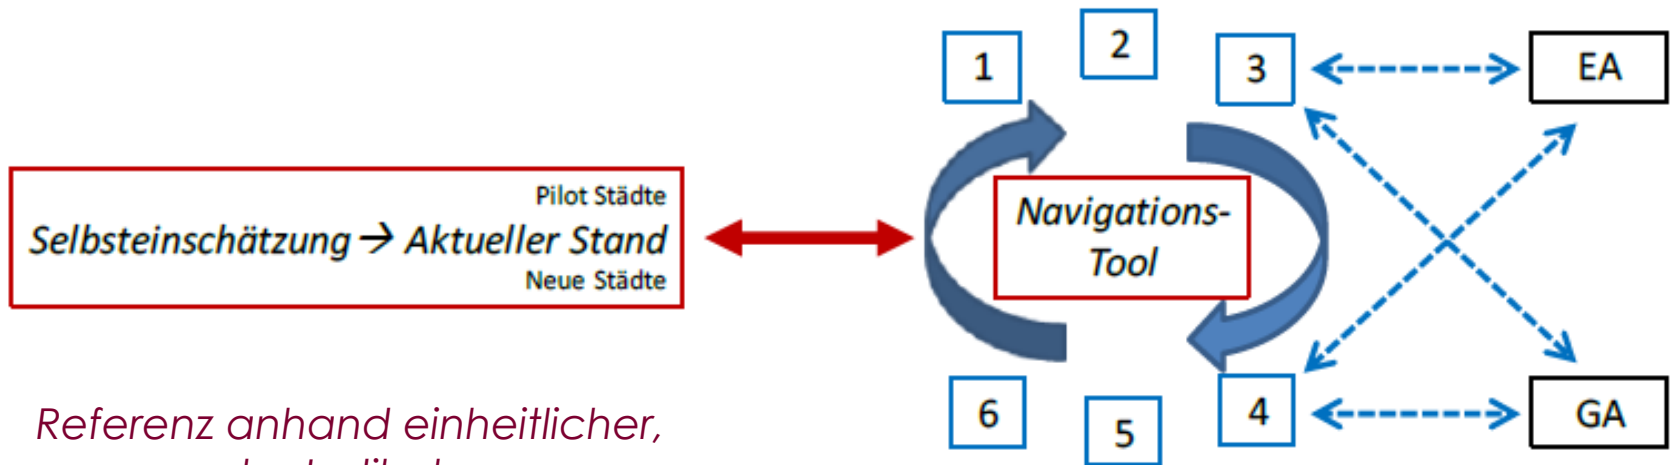 Pilot Städte
Selbsteinschätzung → Aktueller Stand
Neue Städte
1
2
3
EA
Navigations-
Tool
6
5
4
GA
Referenz anhand einheitlicher,